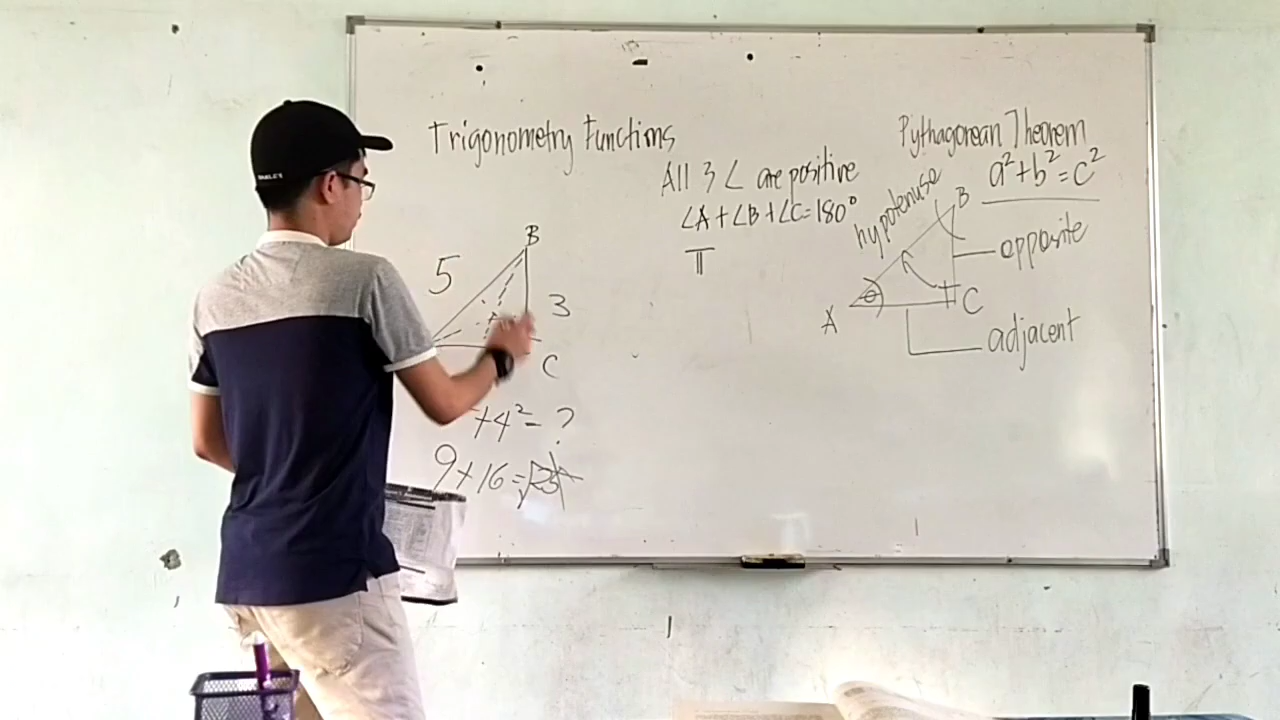 Trigonometry Functions
All 3 ∠ are positive
∠A + ∠B + ∠C = 180°
π
Pythagorean Theorem
a² + b² = c²
hypotenuse
B
opposite
θ
A
C
adjacent
B
5
3
C
+4² = ?
9 + 16 = √25